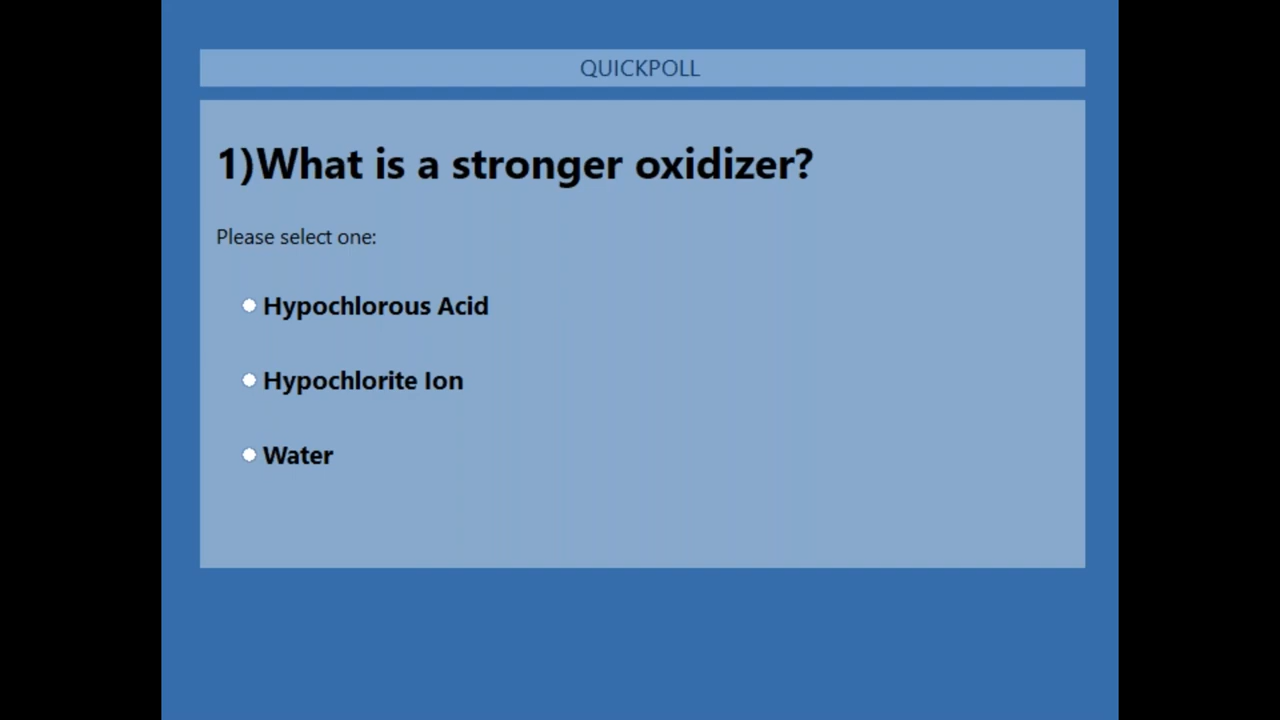 QUICKPOLL
1)What is a stronger oxidizer?
Please select one:
Hypochlorous Acid
Hypochlorite Ion
Water